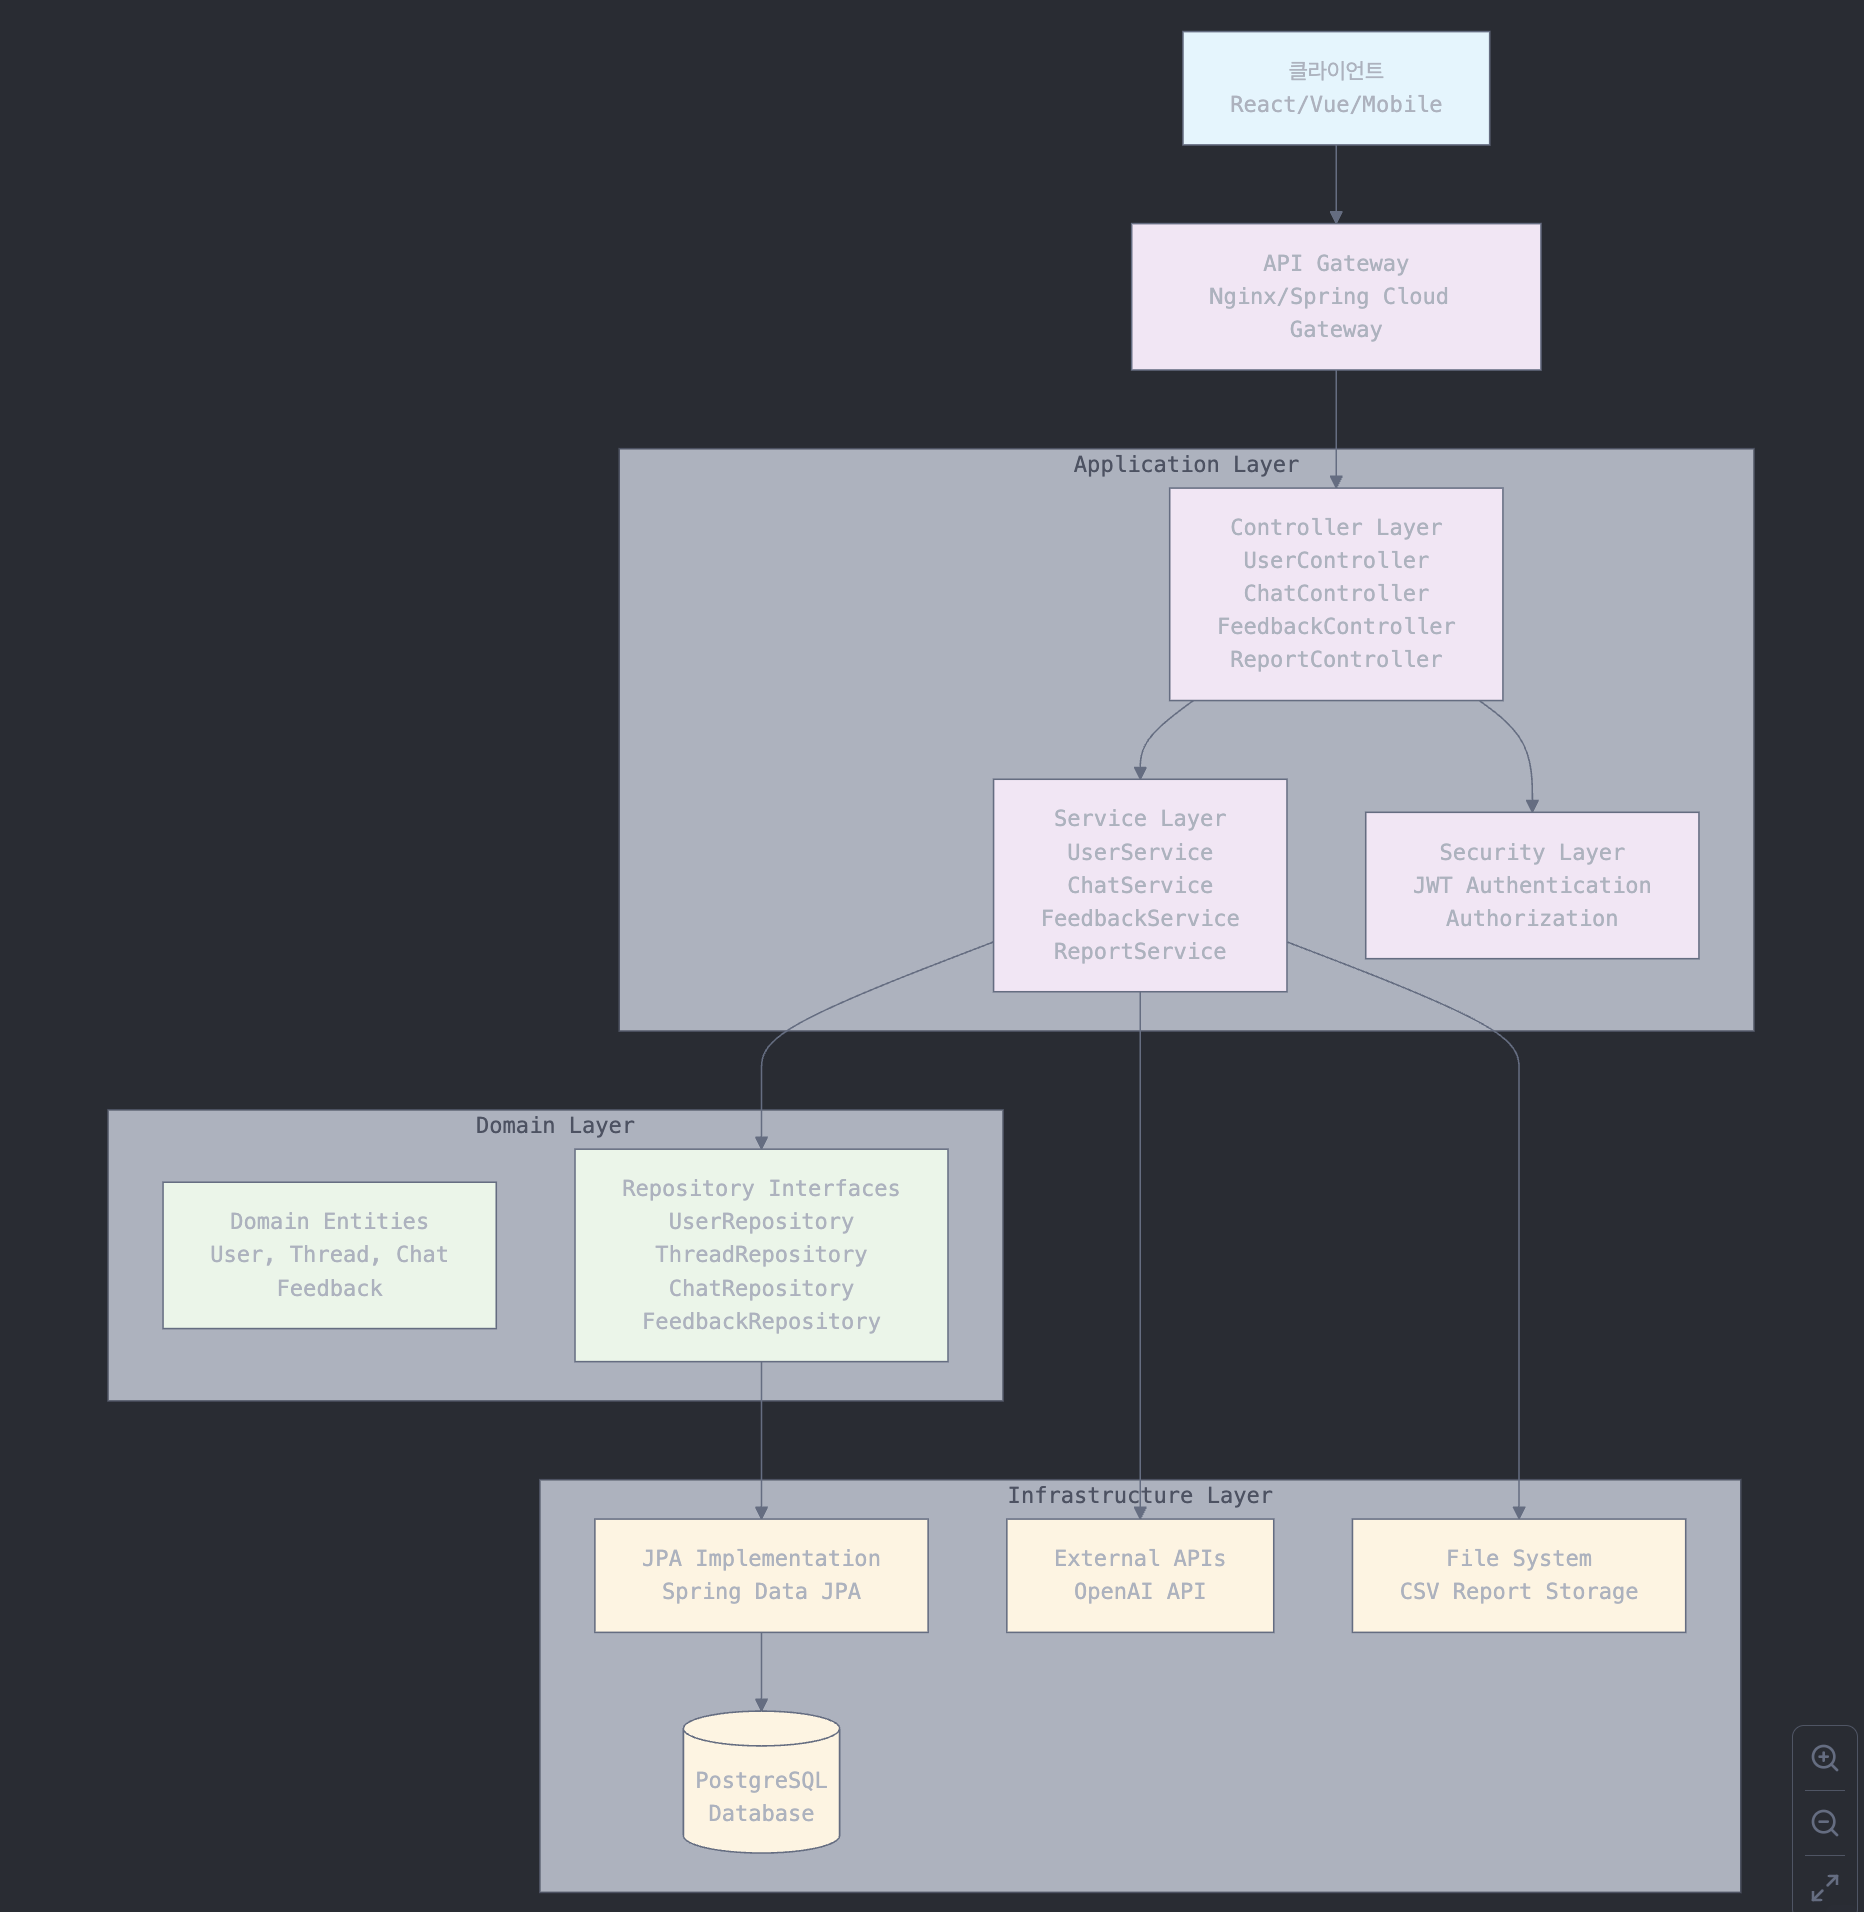 클라이언트
React/Vue/Mobile
API Gateway
Nginx/Spring Cloud
Gateway
Application Layer
Controller Layer
UserController
ChatController
FeedbackController
ReportController
Service Layer
UserService
ChatService
FeedbackService
ReportService
Security Layer
JWT Authentication
Authorization
Domain Layer
Domain Entities
User, Thread, Chat
Feedback
Repository Interfaces
UserRepository
ThreadRepository
ChatRepository
FeedbackRepository
Infrastructure Layer
JPA Implementation
Spring Data JPA
External APIs
OpenAI API
File System
CSV Report Storage
PostgreSQL
Database